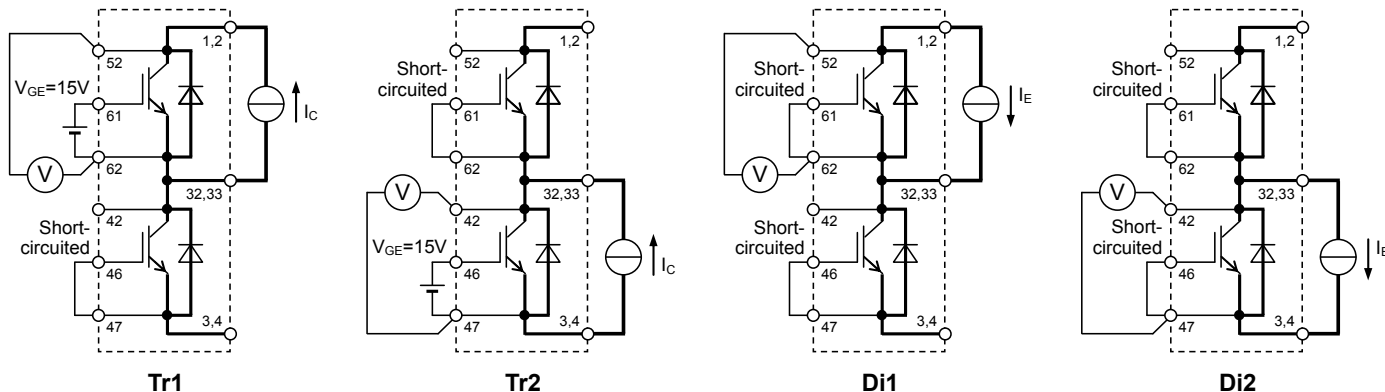 1,2
52
V_GE=15V
61
I_C
62
V
32,33
42
Short-
circuited
46
47
3,4
Tr1
1,2
52
Short-
circuited
61
62
32,33
V
42
V_GE=15V
46
I_C
47
3,4
Tr2
1,2
52
Short-
circuited
61
I_E
62
V
32,33
42
Short-
circuited
46
47
3,4
Di1
1,2
52
Short-
circuited
61
62
32,33
V
42
Short-
circuited
46
I_E
47
3,4
Di2